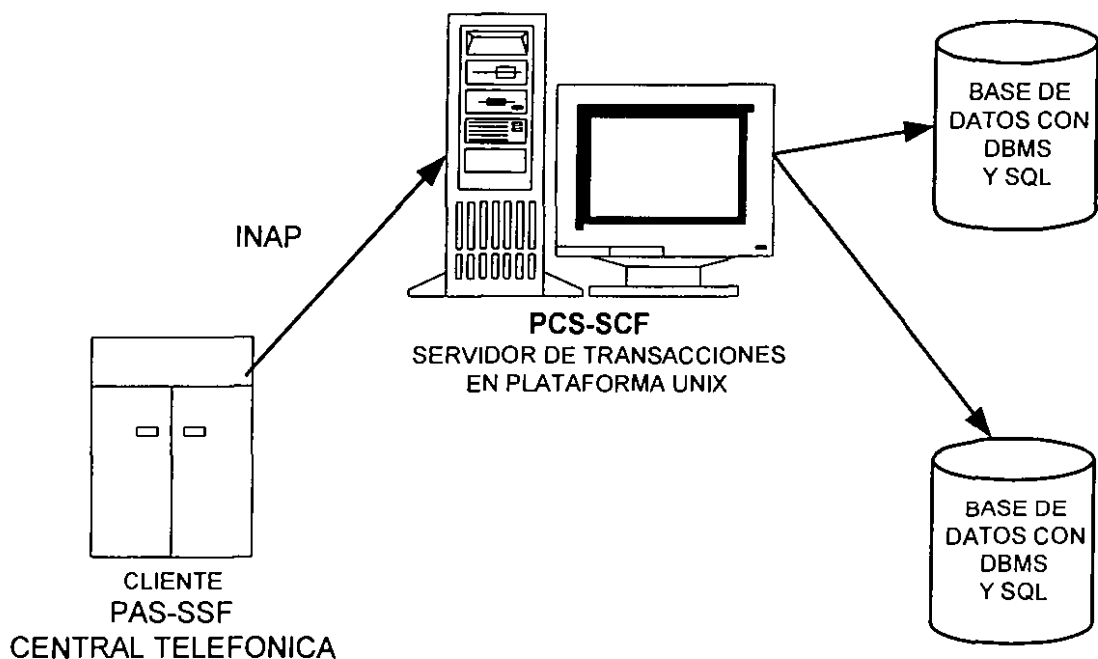 BASE DE
DATOS CON
DBMS
Y SQL
INAP
PCS-SCF
SERVIDOR DE TRANSACCIONES
EN PLATAFORMA UNIX
BASE DE
DATOS CON
DBMS
Y SQL
CLIENTE
PAS-SSF
CENTRAL TELEFONICA